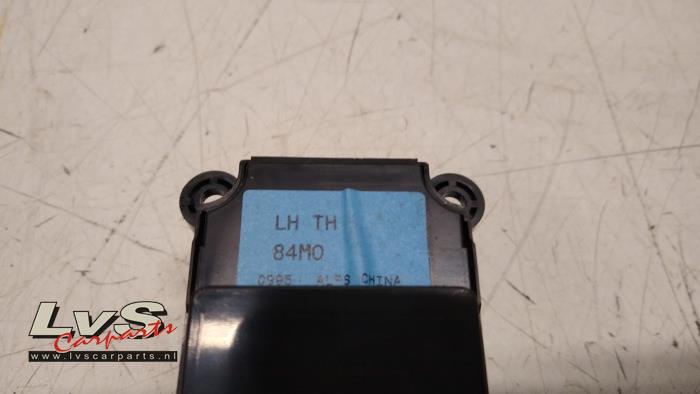 LH TH
84M0
0995 ALPS CHINA
LvS
Carparts
www.lvscarparts.nl